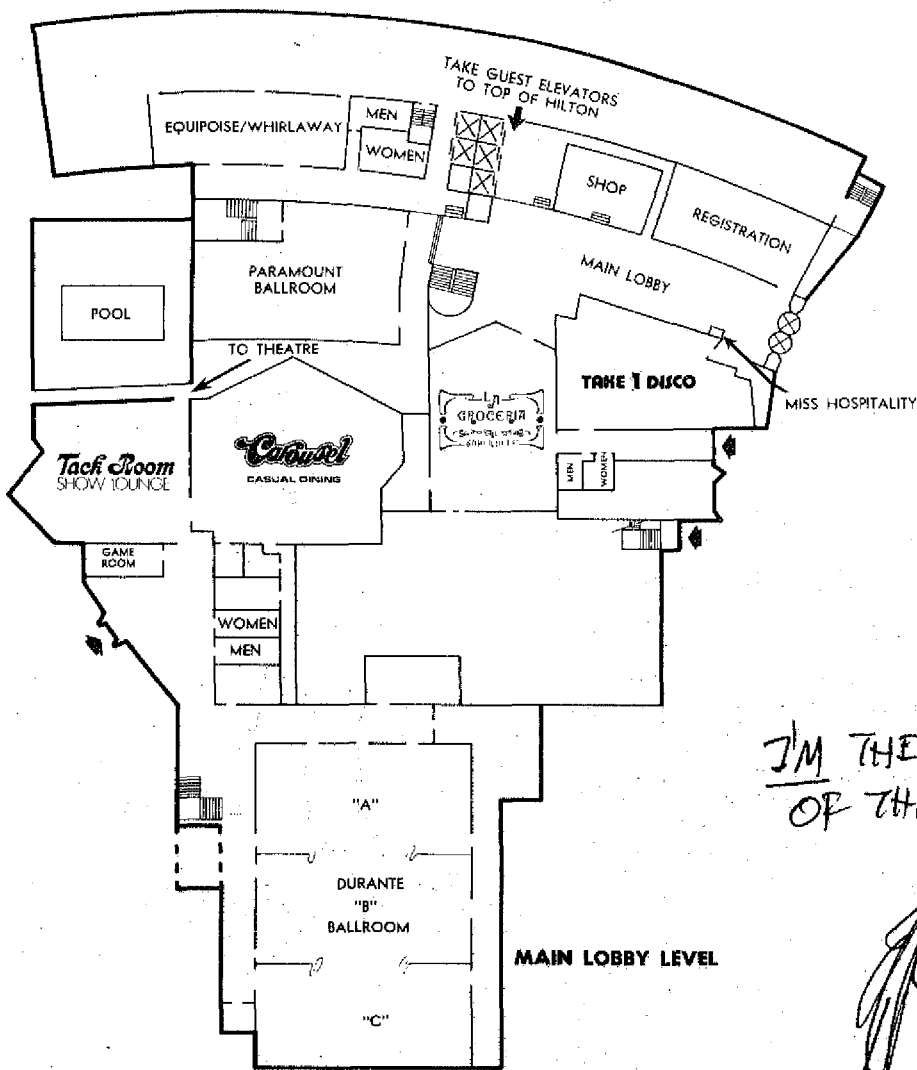 TAKE GUEST ELEVATORS
TO TOP OF HILTON
EQUIPOISE/WHIRLAWAY
MEN
WOMEN
SHOP
REGISTRATION
MAIN LOBBY
PARAMOUNT
BALLROOM
POOL
TO THEATRE
TAKE 1 DISCO
MISS HOSPITALITY
LA
GROCERIA
Carousel
CASUAL DINING
Tack Room
SHOW LOUNGE
MEN
WOMEN
GAME
ROOM
WOMEN
MEN
I'M THE
OF TH
"A"
DURANTE
"B"
BALLROOM
MAIN LOBBY LEVEL
"C"